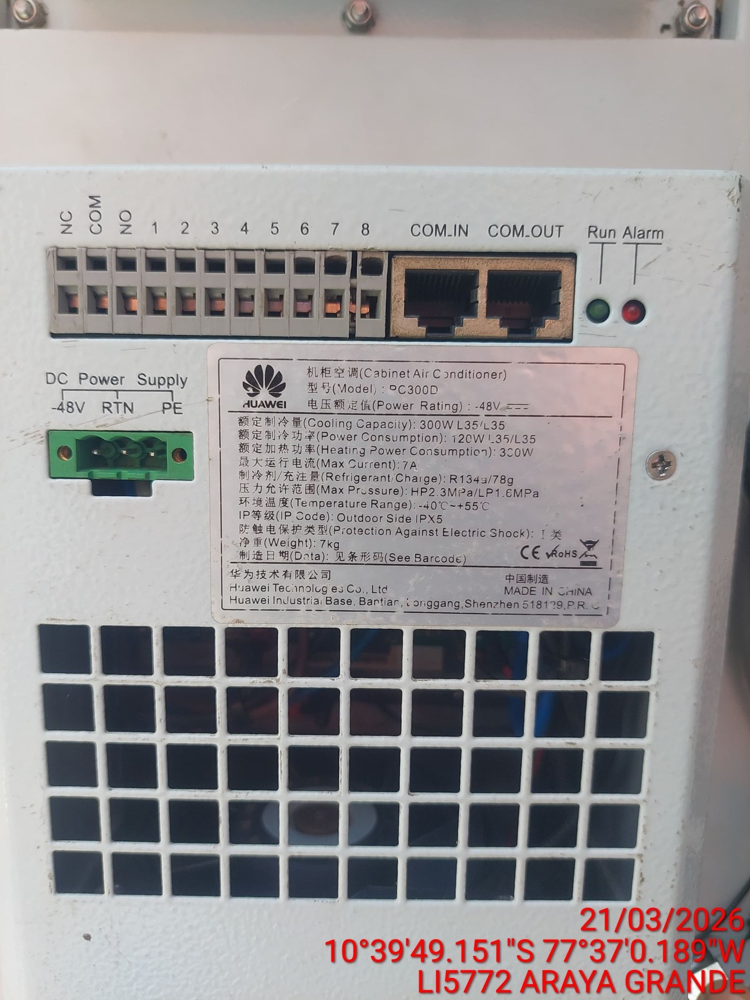 NC COM NO 1 2 3 4 5 6 7 8 COM_IN COM_OUT Run Alarm
DC Power Supply
-48V RTN PE
HUAWEI
机柜空调(Cabinet Air Conditioner)
型号(Model) : PC300D
电压额定值(Power Rating) : -48V
额定制冷量(Cooling Capacity): 300W L35/L35
额定制冷功率(Power Consumption): 120W L35/L35
额定加热功率(Heating Power Consumption): 300W
最大运行电流(Max Current): 7A
制冷剂/充注量(Refrigerant/Charge): R134a/78g
压力允许范围(Max Pressure): HP2.3MPa/LP1.6MPa
环境温度(Temperature Range): -40℃~+55℃
IP等级(IP Code): Outdoor Side IPX5
防触电保护类型(Protection Against Electric Shock): I 类
净重(Weight): 7kg
制造日期(Data): 见条形码(See Barcode)
CE RoHS
华为技术有限公司
Huawei Technologies Co., Ltd
中国制造
MADE IN CHINA
Huawei Industrial Base, Bantian, Longgang,Shenzhen 518129,P.R. C
21/03/2026
10°39'49.151"S 77°37'0.189"W
LI5772 ARAYA GRANDE